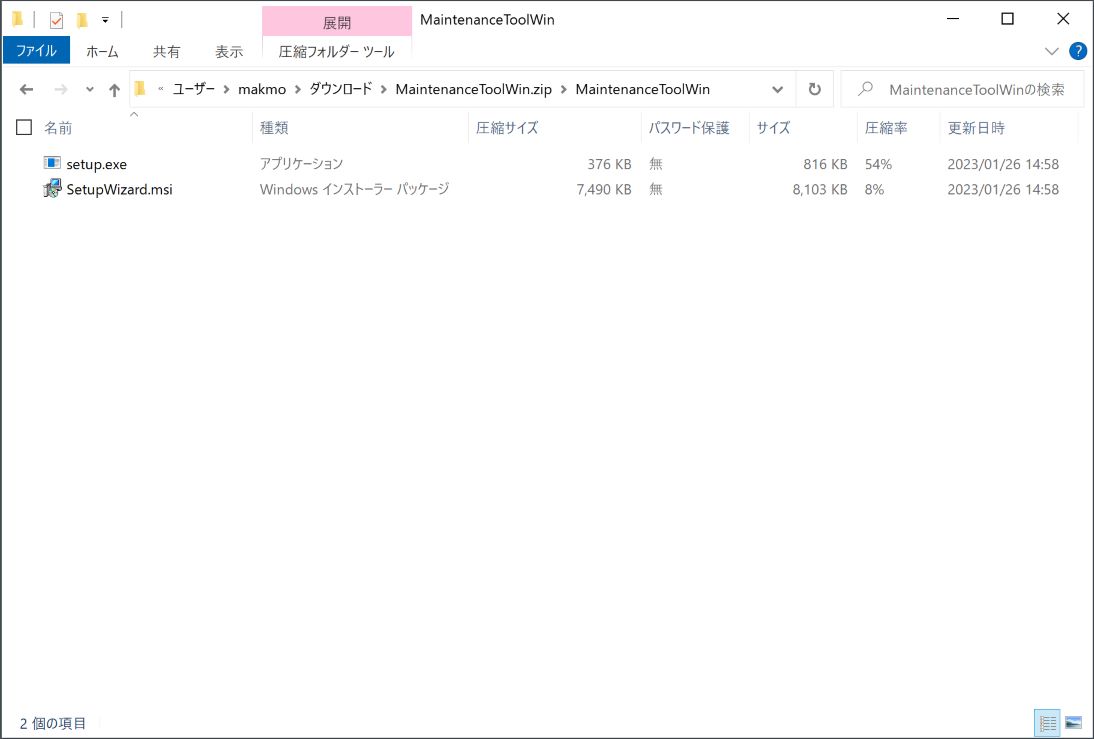 展開 MaintenanceToolWin
ファイル ホーム 共有 表示 圧縮フォルダー ツール ?
« ユーザー > makmo > ダウンロード > MaintenanceToolWin.zip > MaintenanceToolWin MaintenanceToolWinの検索
名前 種類 圧縮サイズ パスワード保護 サイズ 圧縮率 更新日時
setup.exe アプリケーション 376 KB 無 816 KB 54% 2023/01/26 14:58
SetupWizard.msi Windows インストーラー パッケージ 7,490 KB 無 8,103 KB 8% 2023/01/26 14:58
2 個の項目